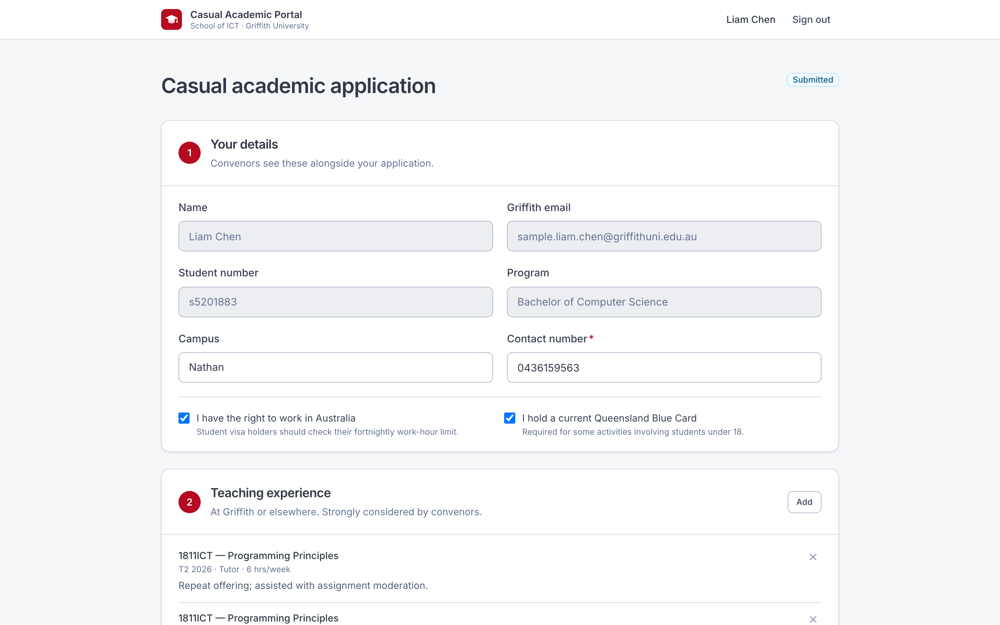 Casual Academic Portal
School of ICT · Griffith University
Liam Chen
Sign out
Casual academic application
Submitted
1
Your details
Convenors see these alongside your application.
Name
Griffith email
Liam Chen
sample.liam.chen@griffithuni.edu.au
Student number
Program
s5201883
Bachelor of Computer Science
Campus
Contact number *
Nathan
0436159563
I have the right to work in Australia
Student visa holders should check their fortnightly work-hour limit.
I hold a current Queensland Blue Card
Required for some activities involving students under 18.
2
Teaching experience
At Griffith or elsewhere. Strongly considered by convenors.
Add
1811ICT — Programming Principles
T2 2026 · Tutor · 6 hrs/week
Repeat offering; assisted with assignment moderation.
1811ICT — Programming Principles